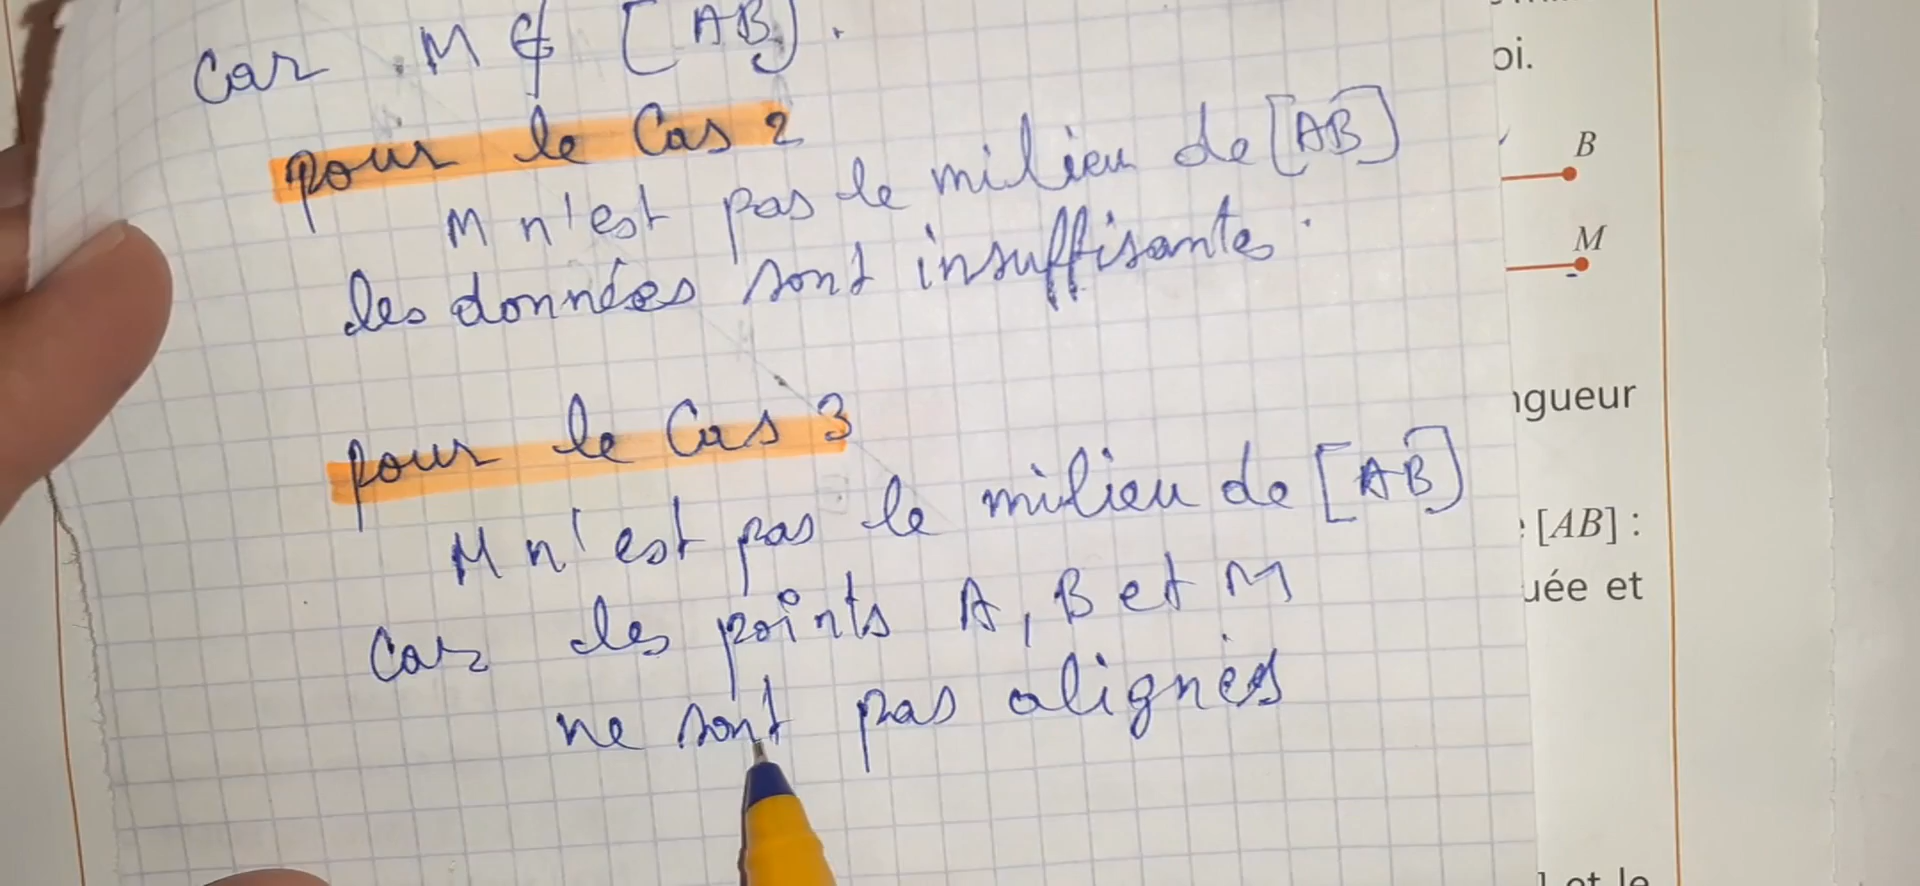 Car M ∉ [AB].
pour le Cas 2
M n'est pas le milieu de [AB]
les données sont insuffisantes.
pour le Cas 3
M n'est pas le milieu de [AB]
Car les points A, B et M
ne sont pas alignés
oi.
B
M
ngueur
[AB] :
uée et
et le